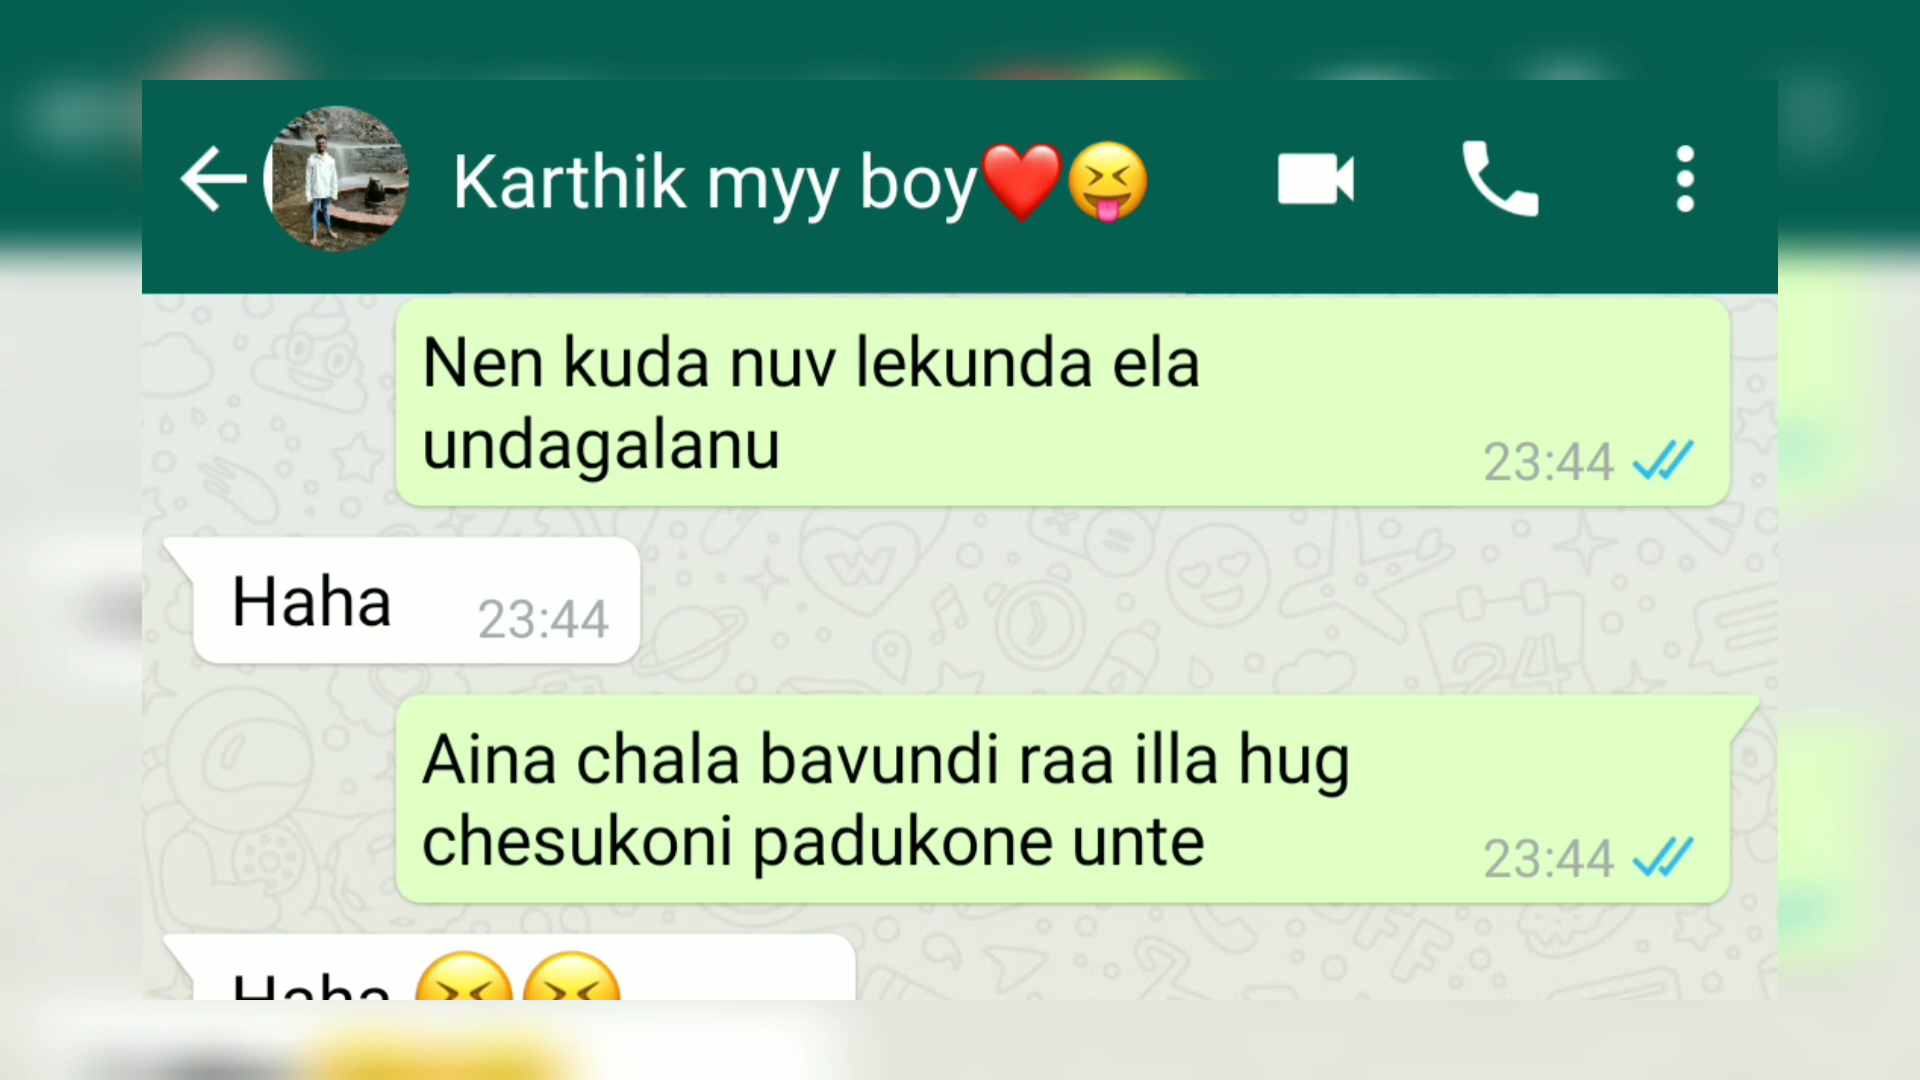 Karthik myy boy❤️😝
Nen kuda nuv lekunda ela
undagalanu
23:44
Haha 23:44
Aina chala bavundi raa illa hug
chesukoni padukone unte
23:44
Haha 😆😆